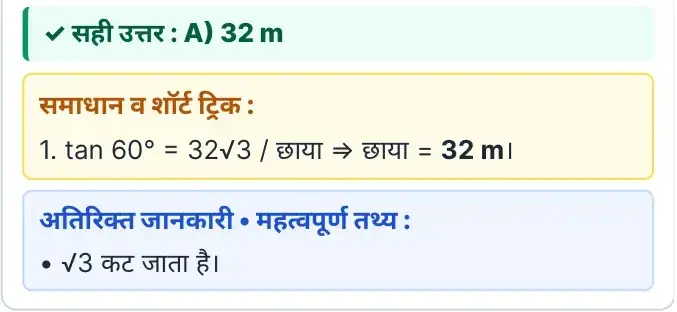 ✓ सही उत्तर : A) 32 m
समाधान व शॉर्ट ट्रिक :
1. tan 60° = 32√3 / छाया ⇒ छाया = 32 m।
अतिरिक्त जानकारी • महत्वपूर्ण तथ्य :
• √3 कट जाता है।